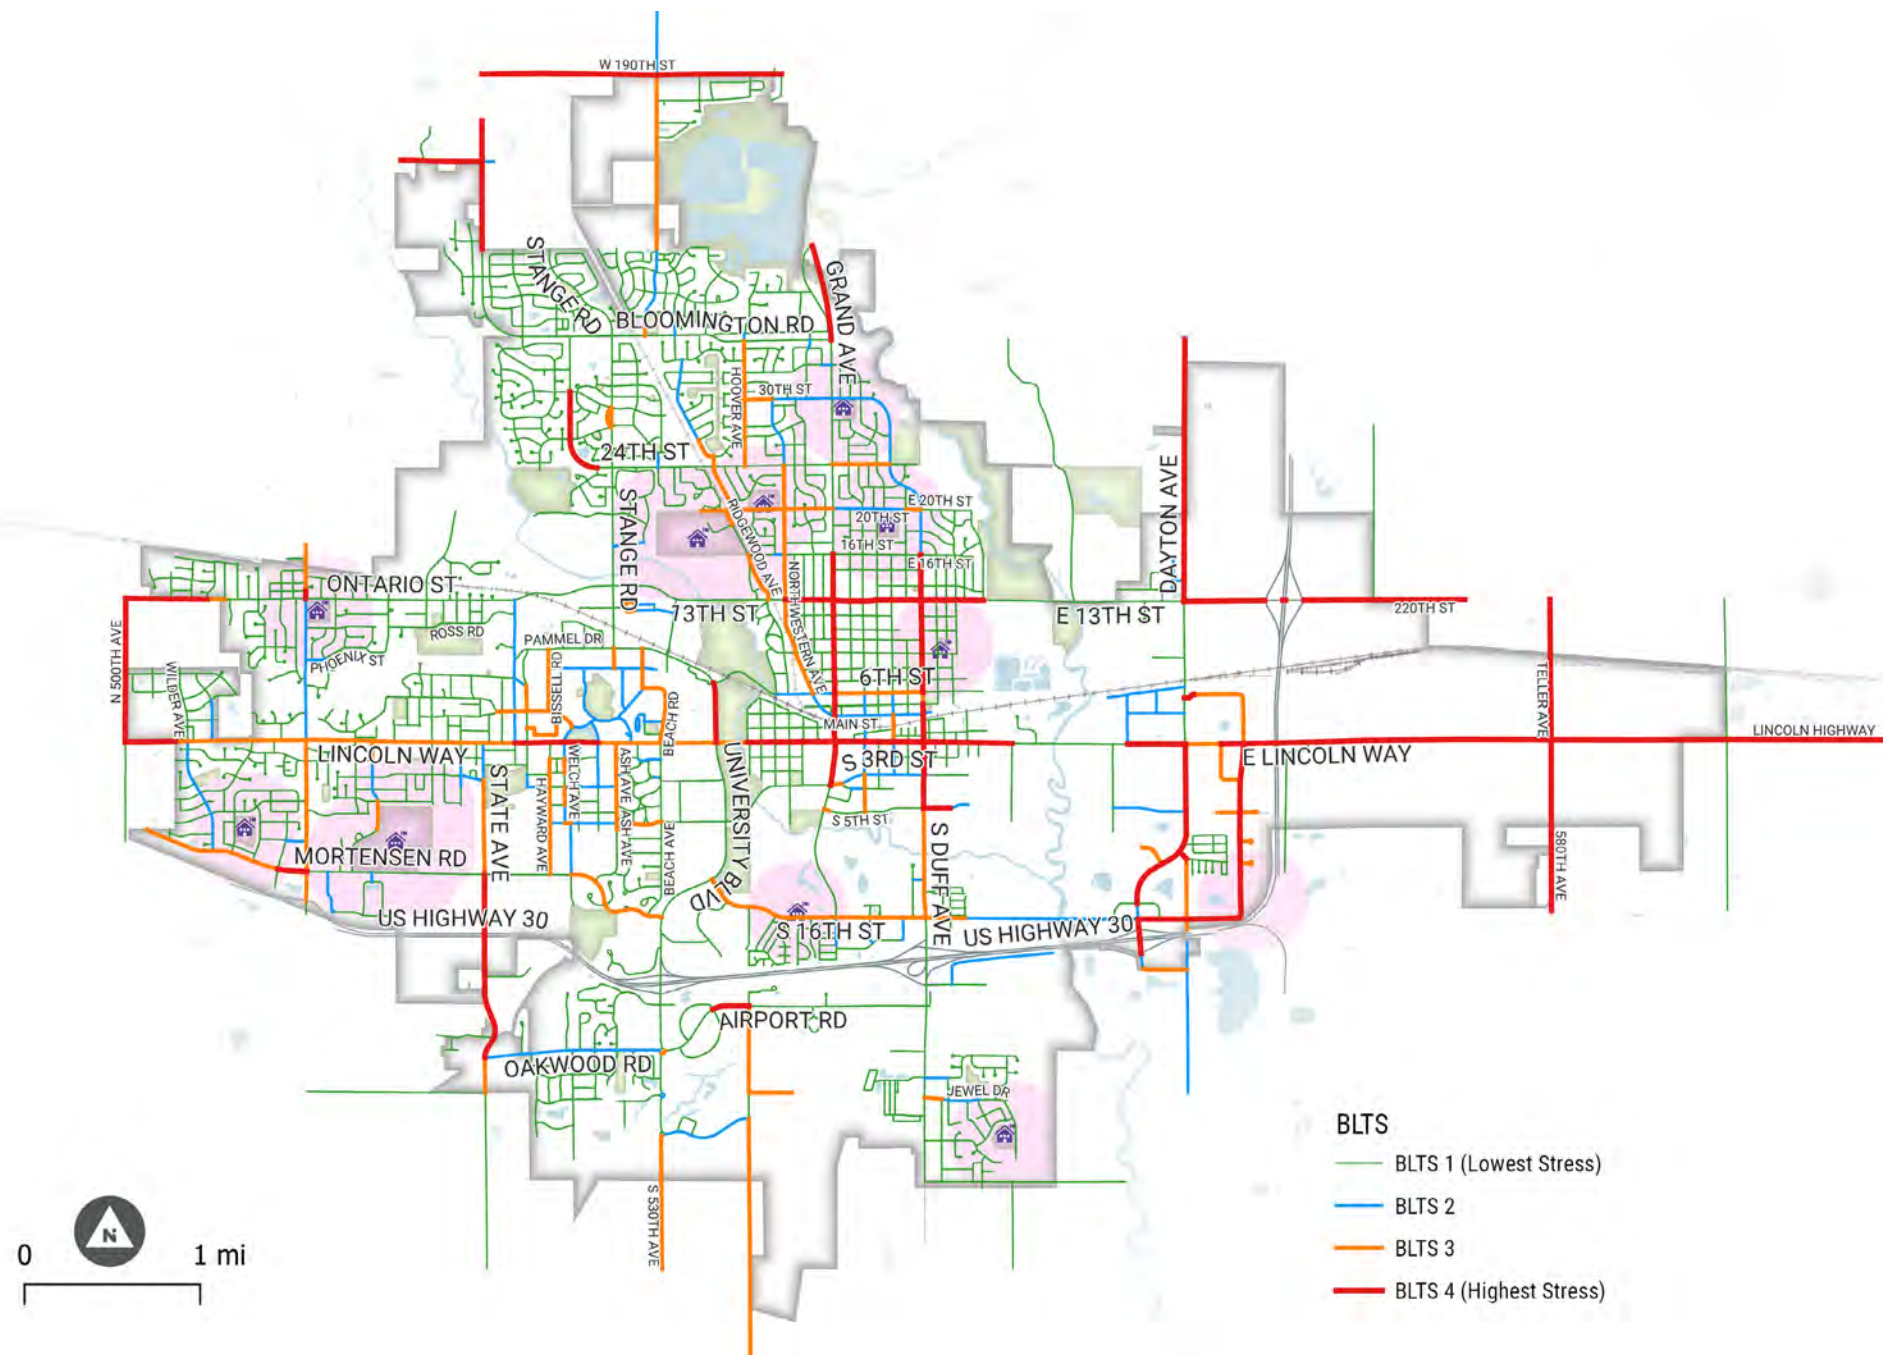 W 190TH ST
STANGE RD
GRAND AVE
BLOOMINGTON RD
HOOVER AVE
30TH ST
24TH ST
DAYTON AVE
STANGE RD
RIDGEWOOD AVE
E 20TH ST
20TH ST
16TH ST
E 16TH ST
ONTARIO ST
13TH ST
NORTHWESTERN AVE
E 13TH ST
220TH ST
N 500TH AVE
ROSS RD
PAMMEL DR
PHOENIX ST
WILDER AVE
BISSELL RD
BEACH RD
6TH ST
TELLER AVE
MAIN ST
LINCOLN HIGHWAY
LINCOLN WAY
STATE AVE
HAYWARD AVE
WELCH AVE
ASH AVE
ASH AVE
BEACH AVE
UNIVERSITY
BLVD
S 3RD ST
E LINCOLN WAY
S 5TH ST
S DUFF AVE
MORTENSEN RD
580TH AVE
US HIGHWAY 30
S 16TH ST
US HIGHWAY 30
AIRPORT RD
OAKWOOD RD
JEWEL DR
S 530TH AVE
N
0 1 mi
BLTS
BLTS 1 (Lowest Stress)
BLTS 2
BLTS 3
BLTS 4 (Highest Stress)